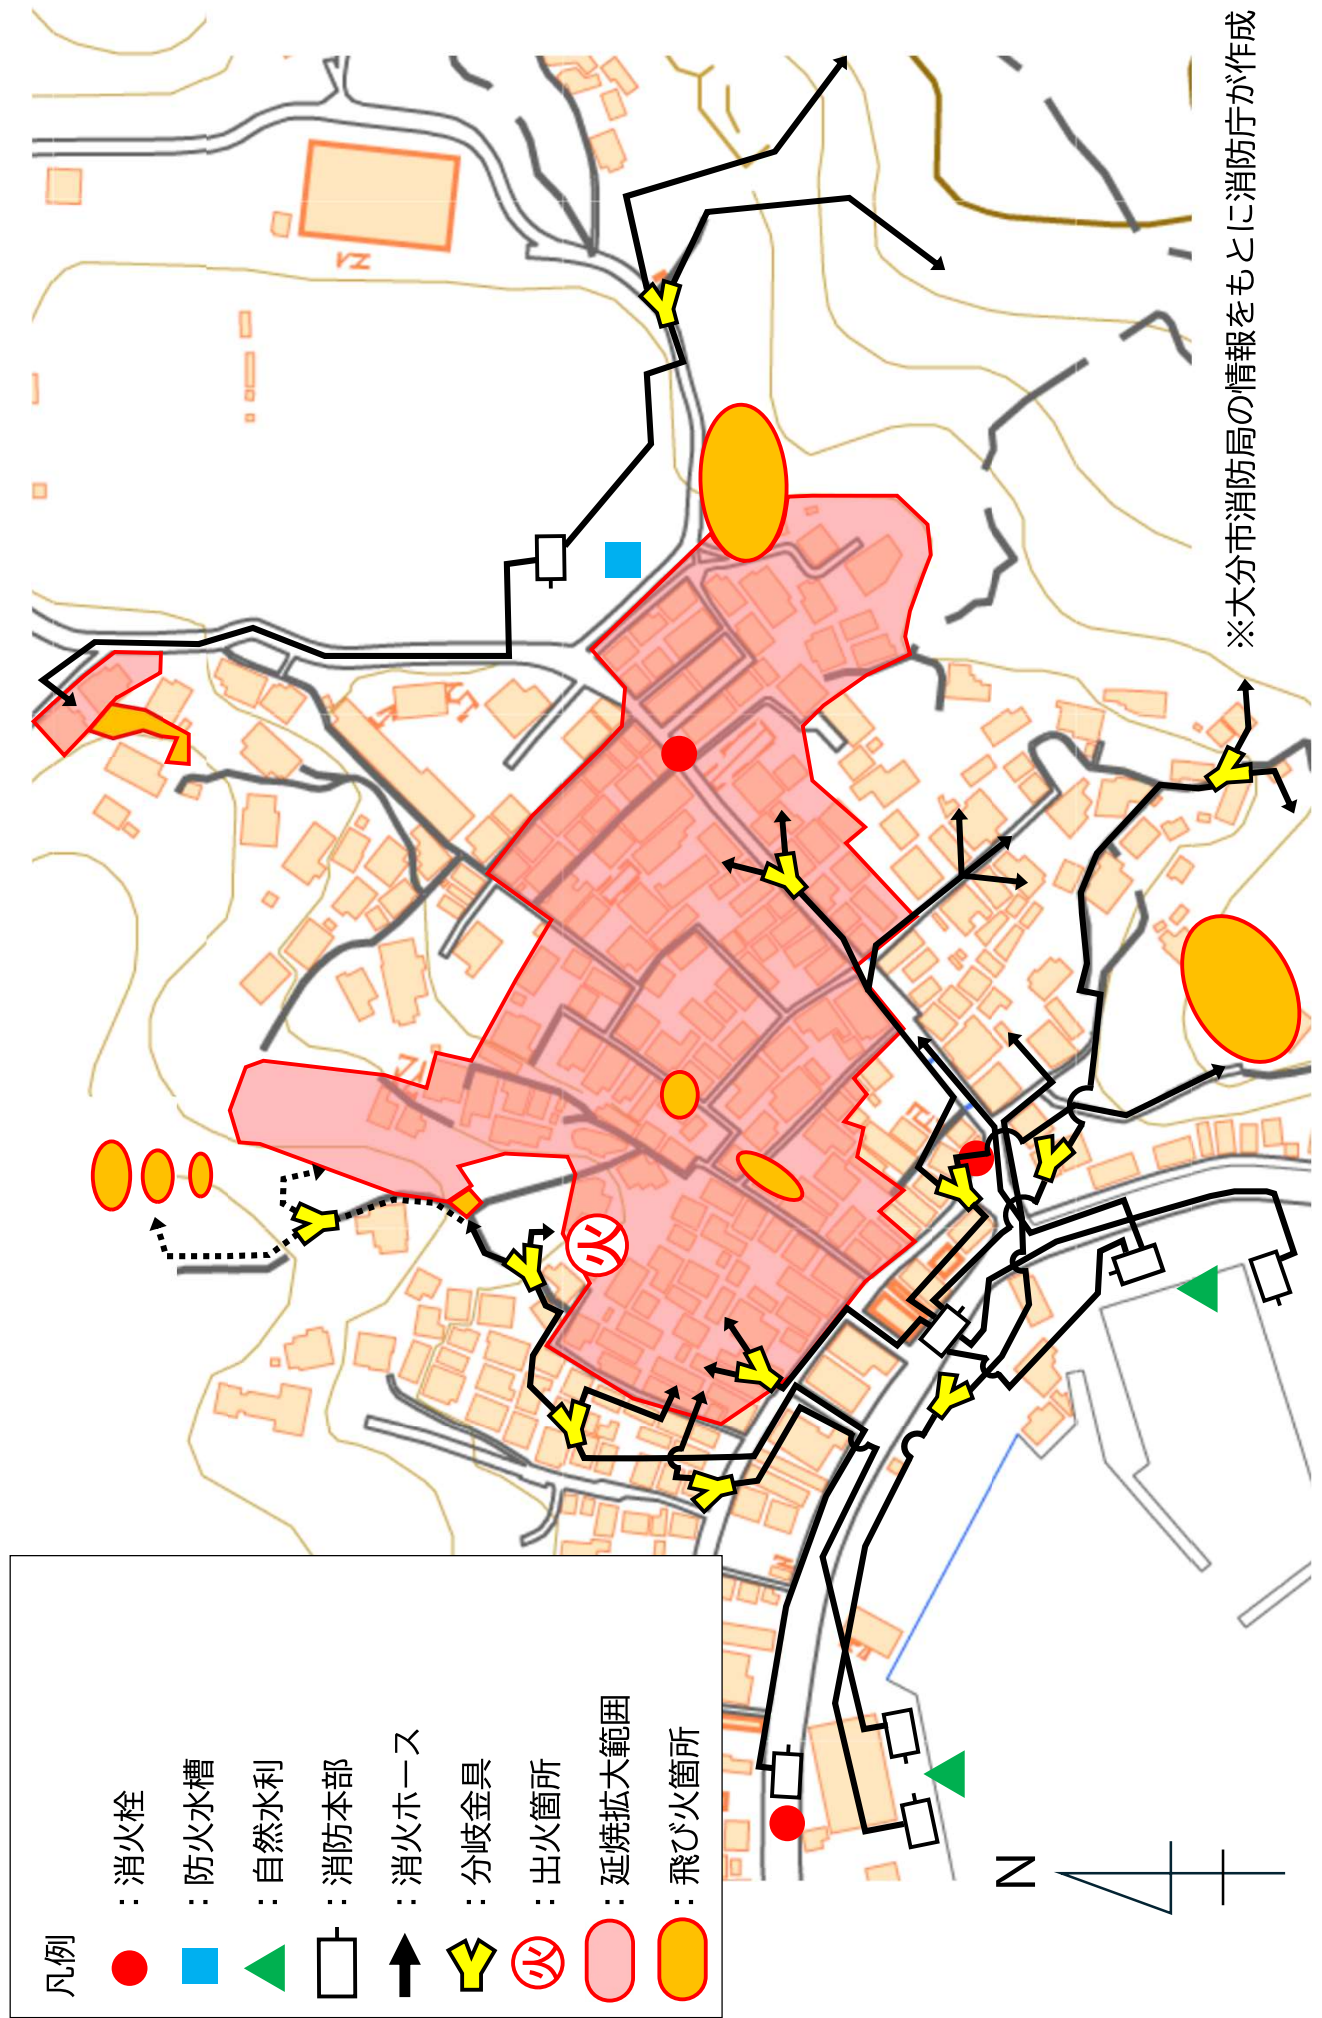 凡例
：消火栓
：防火水槽
：自然水利
：消防本部
：消火ホース
：分岐金具
：出火箇所
火
：延焼拡大範囲
：飛び火箇所
火
N
※大分市消防局の情報をもとに消防庁が作成